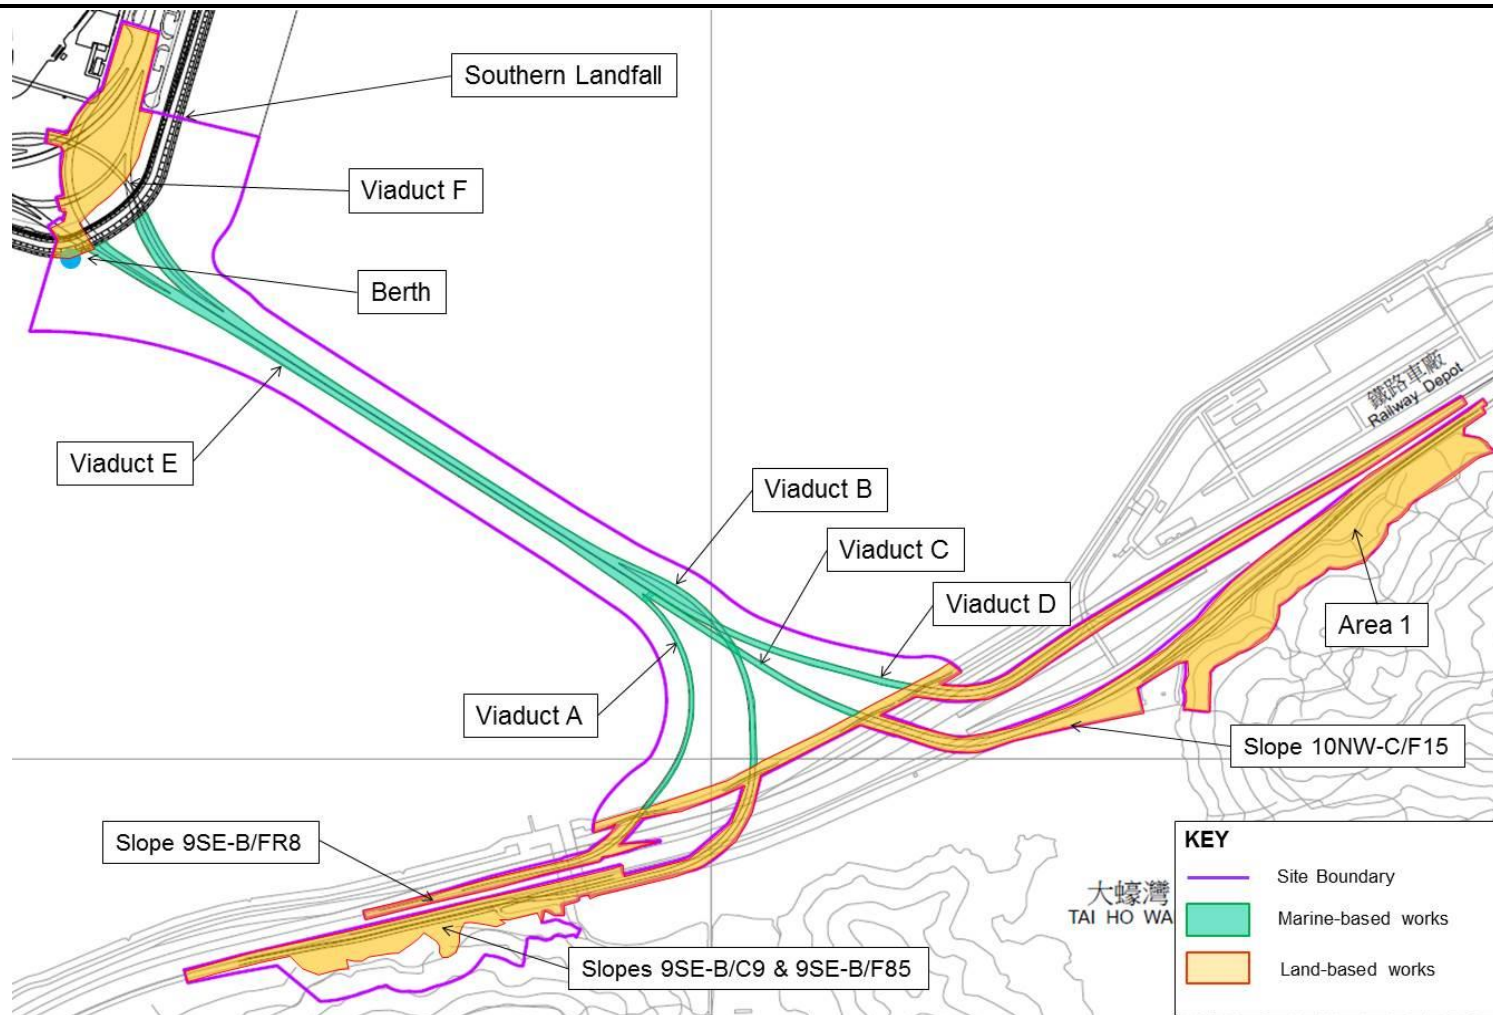 Southern Landfall
Viaduct F
Berth
鐵路車廠
Railway Depot
Viaduct E
Viaduct B
Viaduct C
Viaduct D
Area 1
Viaduct A
Slope 10NW-C/F15
Slope 9SE-B/FR8
KEY
Site Boundary
大蠔灣
TAI HO WA
Marine-based works
Slopes 9SE-B/C9 & 9SE-B/F85
Land-based works